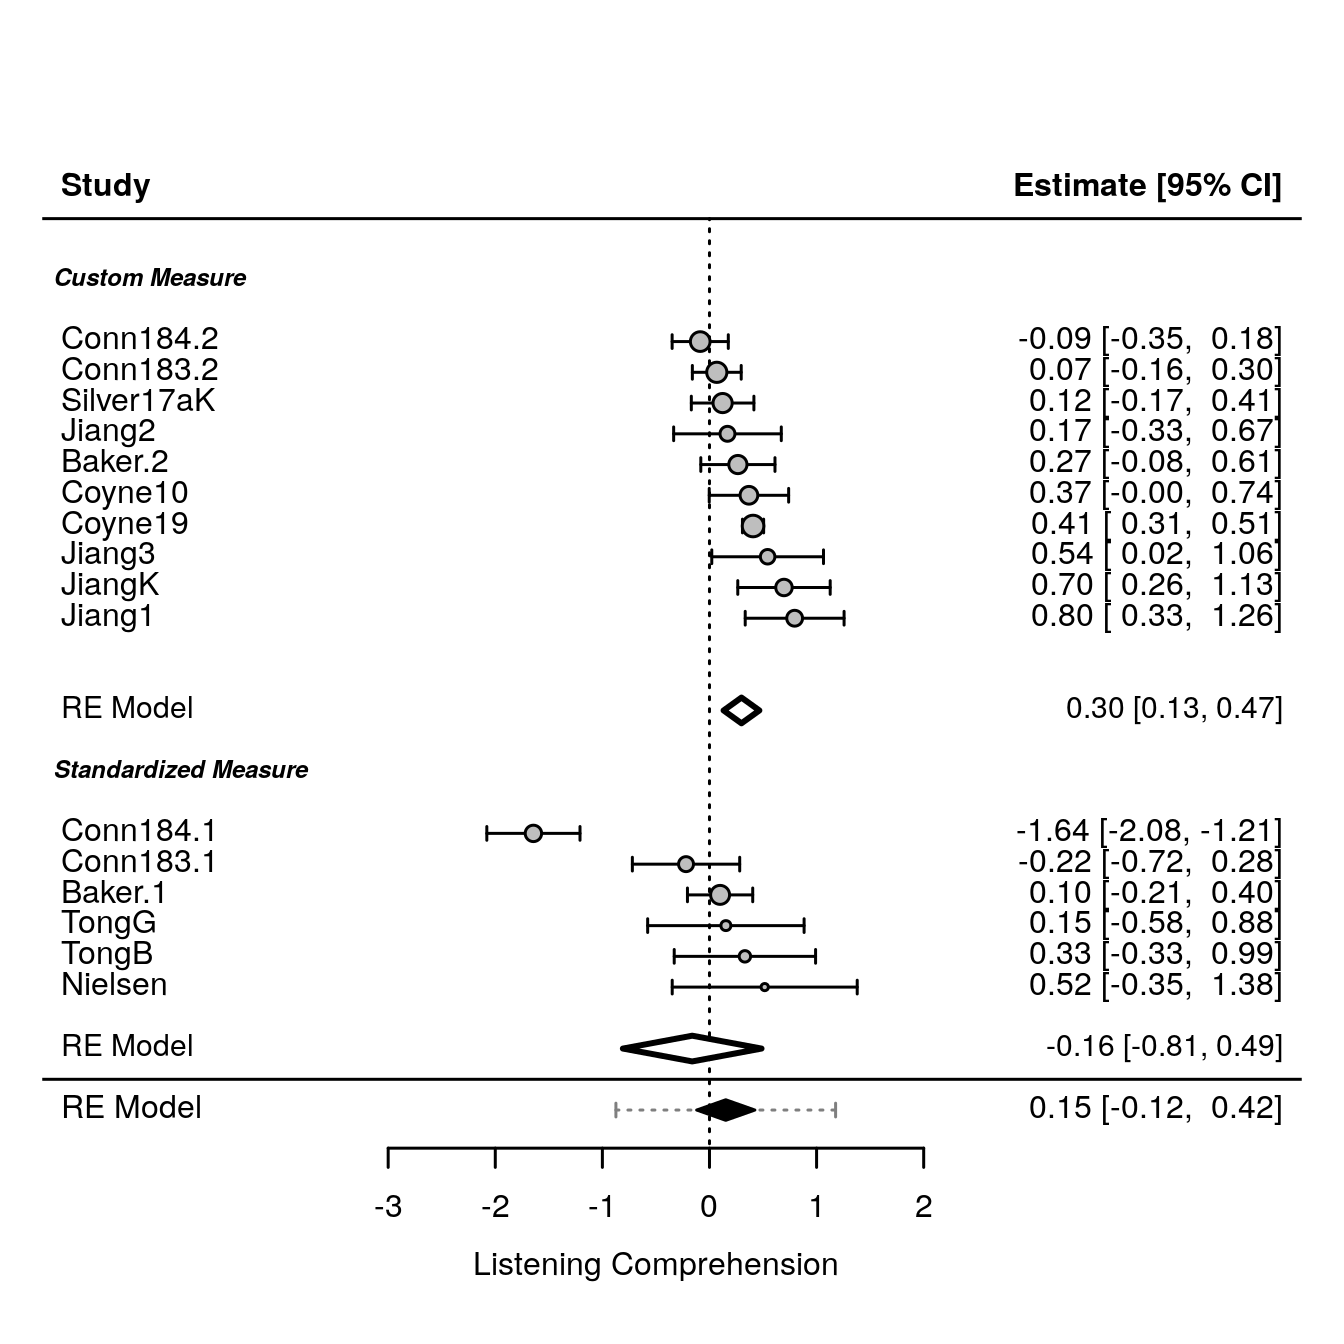 Study Estimate [95% CI]
Custom Measure
Conn184.2 -0.09 [-0.35, 0.18]
Conn183.2 0.07 [-0.16, 0.30]
Silver17aK 0.12 [-0.17, 0.41]
Jiang2 0.17 [-0.33, 0.67]
Baker.2 0.27 [-0.08, 0.61]
Coyne10 0.37 [-0.00, 0.74]
Coyne19 0.41 [ 0.31, 0.51]
Jiang3 0.54 [ 0.02, 1.06]
JiangK 0.70 [ 0.26, 1.13]
Jiang1 0.80 [ 0.33, 1.26]
RE Model 0.30 [0.13, 0.47]
Standardized Measure
Conn184.1 -1.64 [-2.08, -1.21]
Conn183.1 -0.22 [-0.72, 0.28]
Baker.1 0.10 [-0.21, 0.40]
TongG 0.15 [-0.58, 0.88]
TongB 0.33 [-0.33, 0.99]
Nielsen 0.52 [-0.35, 1.38]
RE Model -0.16 [-0.81, 0.49]
RE Model 0.15 [-0.12, 0.42]
-3 -2 -1 0 1 2
Listening Comprehension